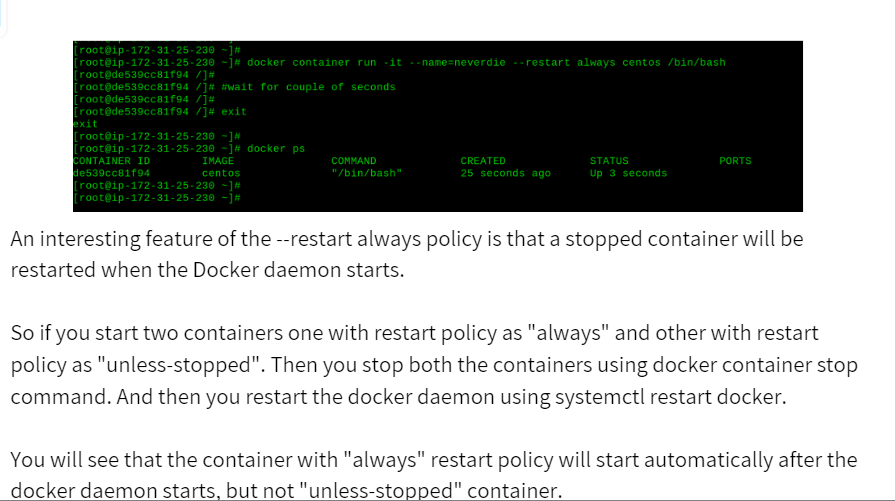 [root@ip-172-31-25-230 ~]#
[root@ip-172-31-25-230 ~]# docker container run -it --name=neverdie --restart always centos /bin/bash
[root@de539cc81f94 /]#
[root@de539cc81f94 /]# #wait for couple of seconds
[root@de539cc81f94 /]#
[root@de539cc81f94 /]# exit
exit
[root@ip-172-31-25-230 ~]#
[root@ip-172-31-25-230 ~]# docker ps
CONTAINER ID IMAGE COMMAND CREATED STATUS PORTS
de539cc81f94 centos "/bin/bash" 25 seconds ago Up 3 seconds
[root@ip-172-31-25-230 ~]#
[root@ip-172-31-25-230 ~]#
An interesting feature of the --restart always policy is that a stopped container will be
restarted when the Docker daemon starts.
So if you start two containers one with restart policy as "always" and other with restart
policy as "unless-stopped". Then you stop both the containers using docker container stop
command. And then you restart the docker daemon using systemctl restart docker.
You will see that the container with "always" restart policy will start automatically after the
docker daemon starts, but not "unless-stopped" container.